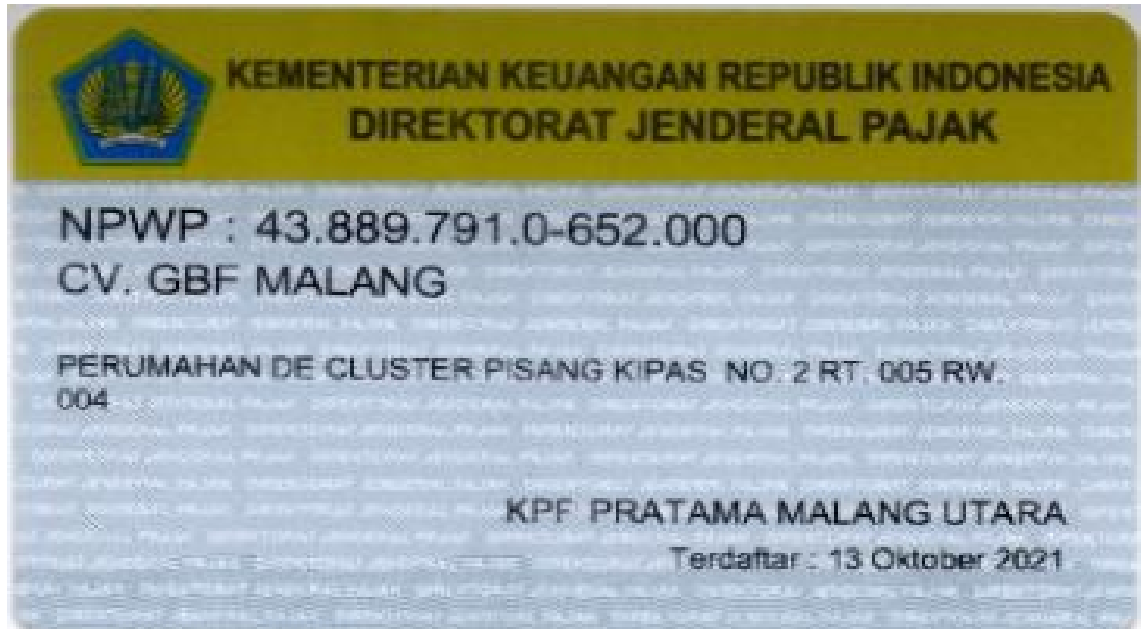 KEMENTERIAN KEUANGAN REPUBLIK INDONESIA
DIREKTORAT JENDERAL PAJAK
NPWP : 43.889.791.0-652.000
CV. GBF MALANG
PERUMAHAN DE CLUSTER PISANG KIPAS NO. 2 RT. 005 RW.
004
KPF PRATAMA MALANG UTARA
Terdaftar : 13 Oktober 2021